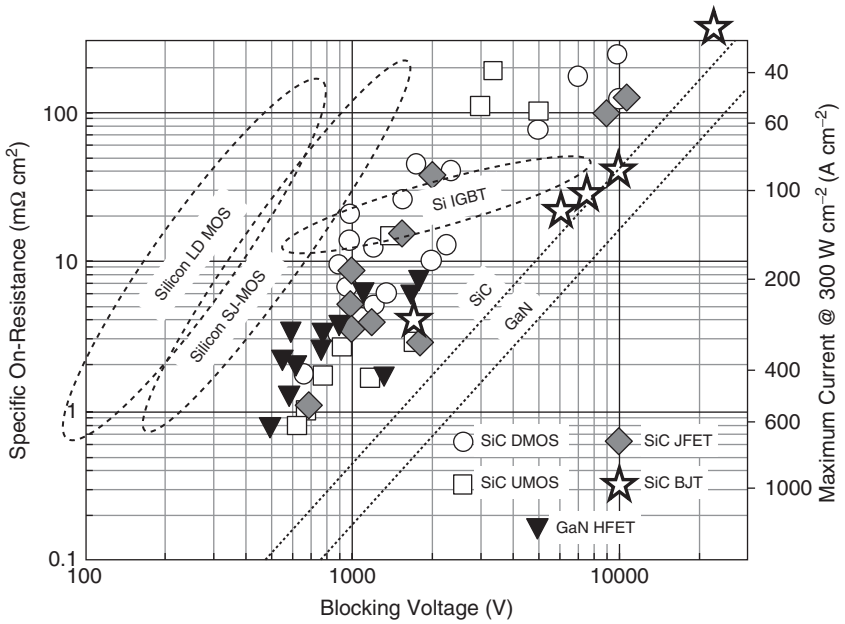 Specific On-Resistance (mΩ cm²)
100
10
1
0.1
100
1000
10000
Blocking Voltage (V)
40
60
100
200
400
600
1000
Maximum Current @ 300 W cm⁻² (A cm⁻²)
Silicon LD MOS
Silicon SJ-MOS
Si IGBT
SiC
GaN
SiC DMOS
SiC JFET
SiC UMOS
SiC BJT
GaN HFET